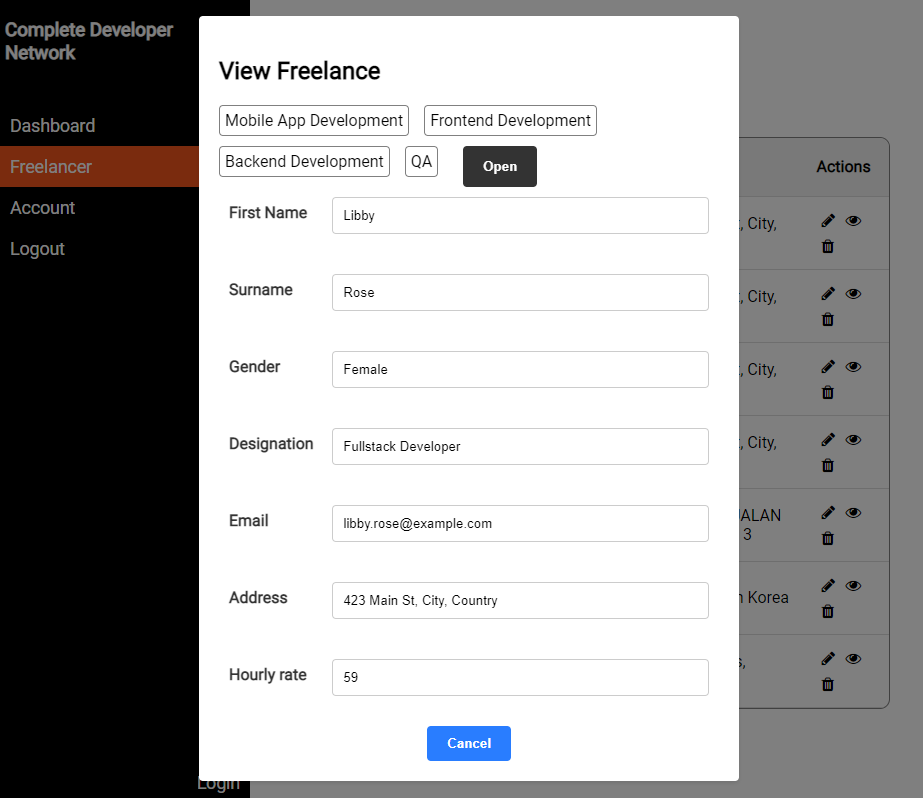 Complete Developer
Network
Dashboard
Freelancer
Account
Logout
Login
View Freelance
Mobile App Development
Frontend Development
Backend Development
QA
Open
First Name
Libby
Surname
Rose
Gender
Female
Designation
Fullstack Developer
Email
libby.rose@example.com
Address
423 Main St, City, Country
Hourly rate
59
Cancel
Actions
, City,
, City,
, City,
, City,
3
Korea